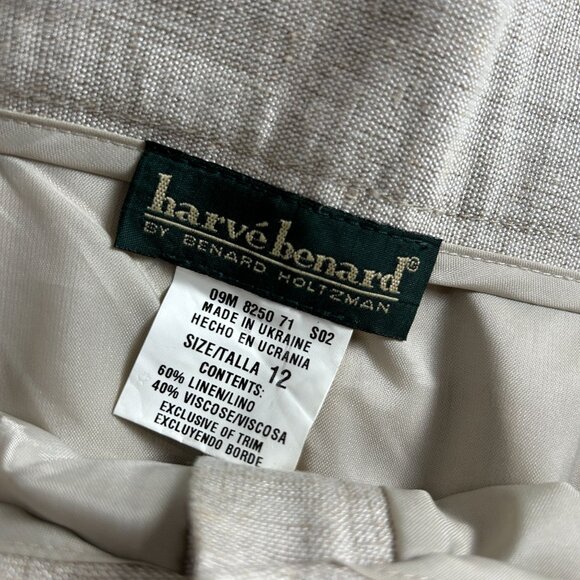 harvé benard®
BY BENARD HOLTZMAN
09M 8250 71 S02
MADE IN UKRAINE
HECHO EN UCRANIA
SIZE/TALLA 12
CONTENTS:
60% LINEN/LINO
40% VISCOSE/VISCOSA
EXCLUSIVE OF TRIM
EXCLUYENDO BORDE